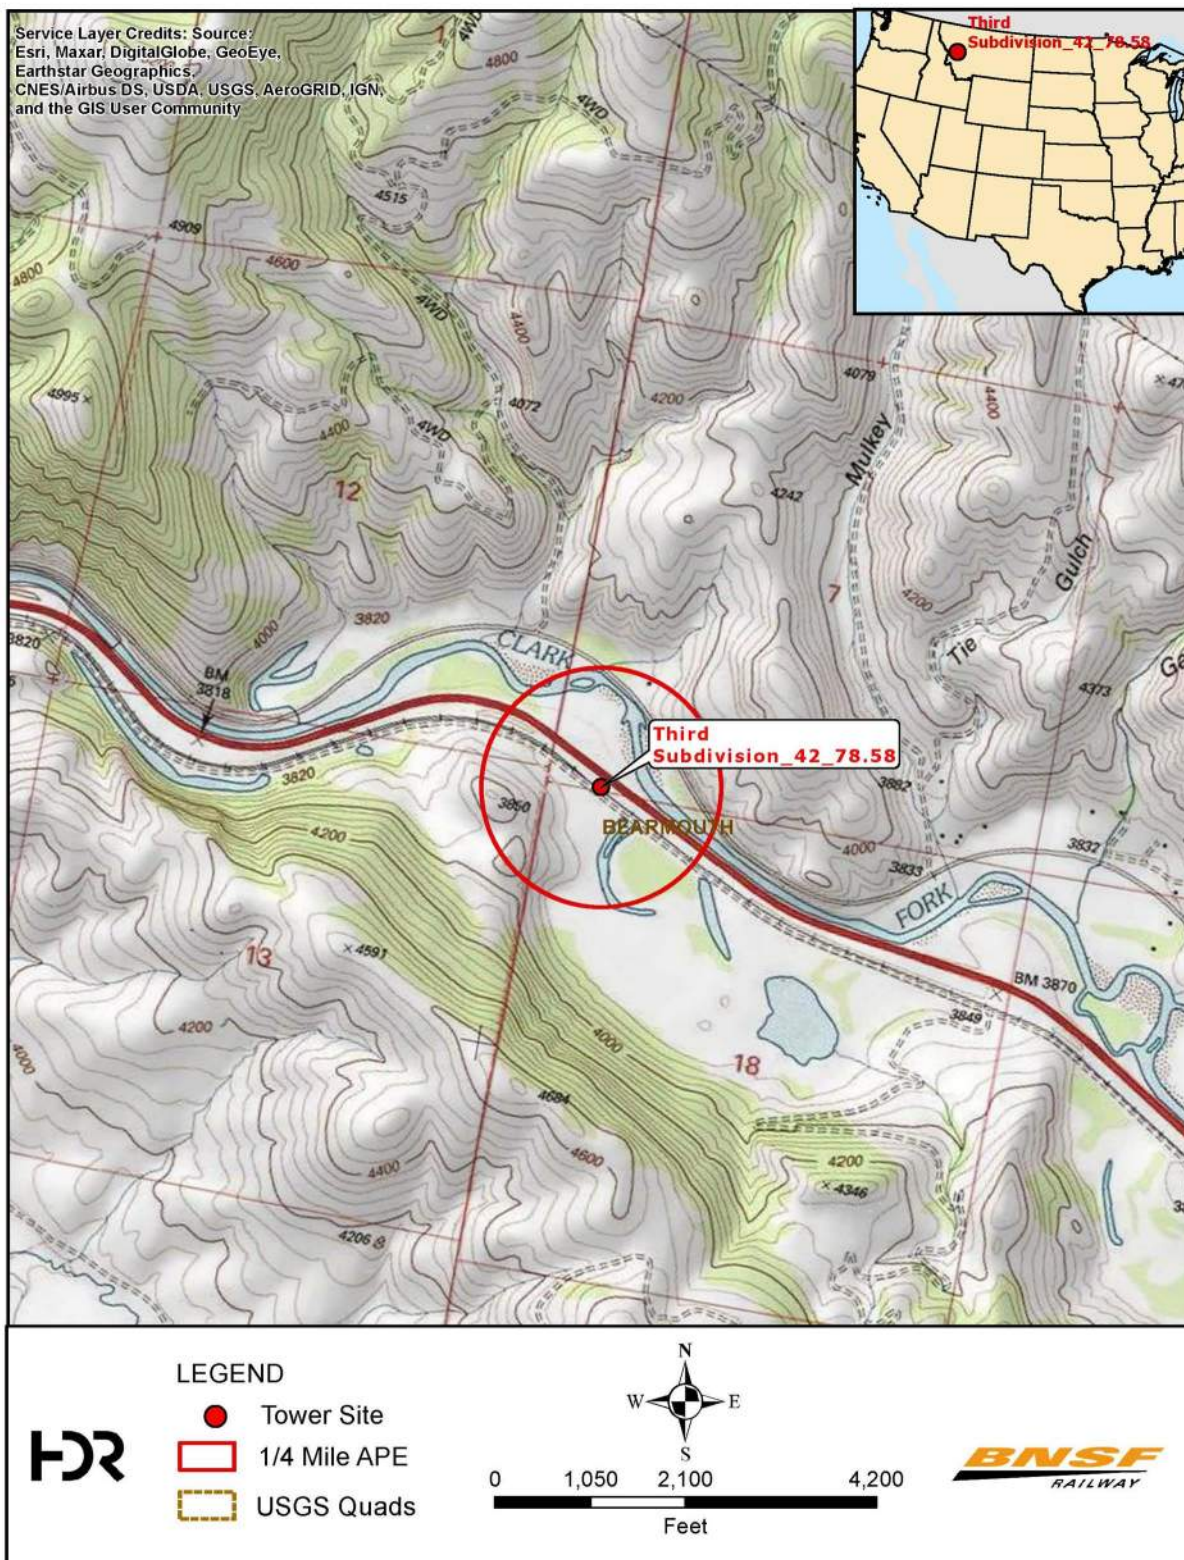 Service Layer Credits: Source:
Esri, Maxar, DigitalGlobe, GeoEye,
Earthstar Geographics,
CNES/Airbus DS, USDA, USGS, AeroGRID, IGN,
and the GIS User Community
Third
Subdivision_42_78.58
1
4WD
4800
4WD
4515
4909
4600
4800
4WD
4400
4079
4200
4400
4995
4072
4400
4WD
Mulkey
12
4242
Gulch
7
4200
3820
4000
CLARK
Tie
3820
BM
3818
4373
Third
Subdivision_42_78.58
3820
3882
3860
4200
BEARMOUTH
4000
3832
3833
FORK
13
4591
BM 3870
3849
4200
4000
4000
18
4684
4600
4200
4400
4346
4206
LEGEND
Tower Site
1/4 Mile APE
USGS Quads
HDR
N
W E
S
0 1,050 2,100 4,200
Feet
BNSF
RAILWAY